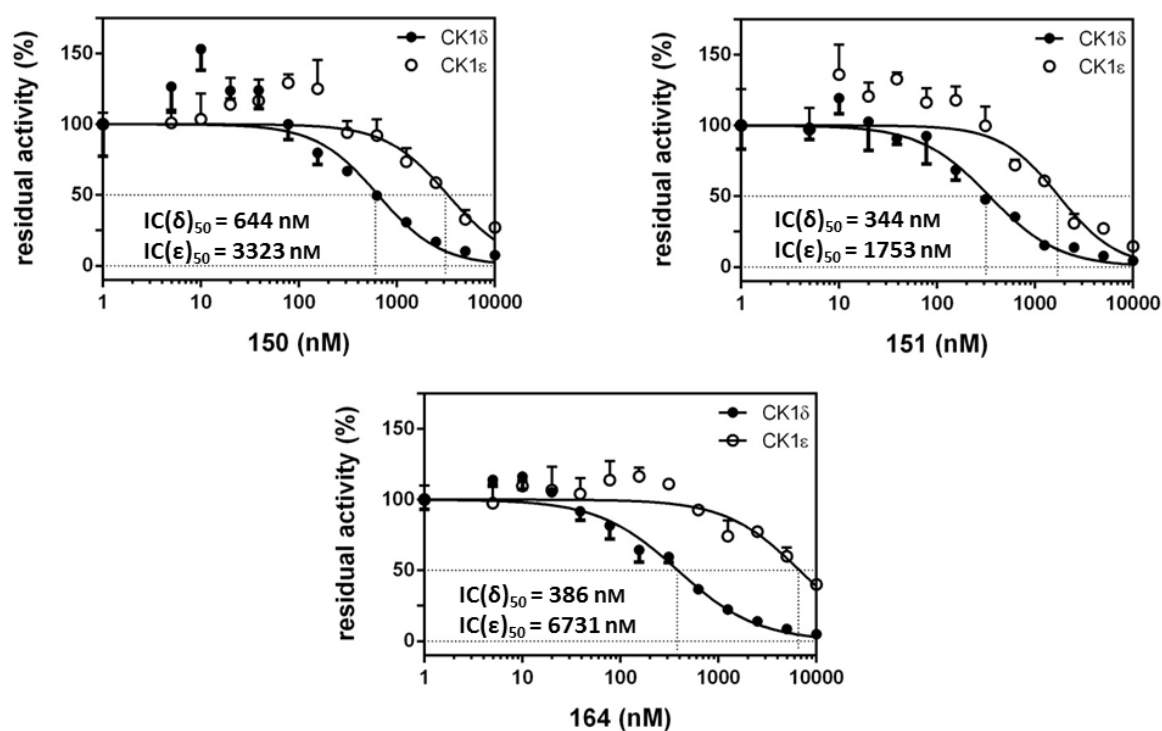 residual activity (%)
150
100
50
0
CK1δ
CK1ε
IC(δ)₅₀ = 644 nM
IC(ε)₅₀ = 3323 nM
1 10 100 1000 10000
150 (nM)
residual activity (%)
150
100
50
0
CK1δ
CK1ε
IC(δ)₅₀ = 344 nM
IC(ε)₅₀ = 1753 nM
1 10 100 1000 10000
151 (nM)
residual activity (%)
150
100
50
0
CK1δ
CK1ε
IC(δ)₅₀ = 386 nM
IC(ε)₅₀ = 6731 nM
1 10 100 1000 10000
164 (nM)